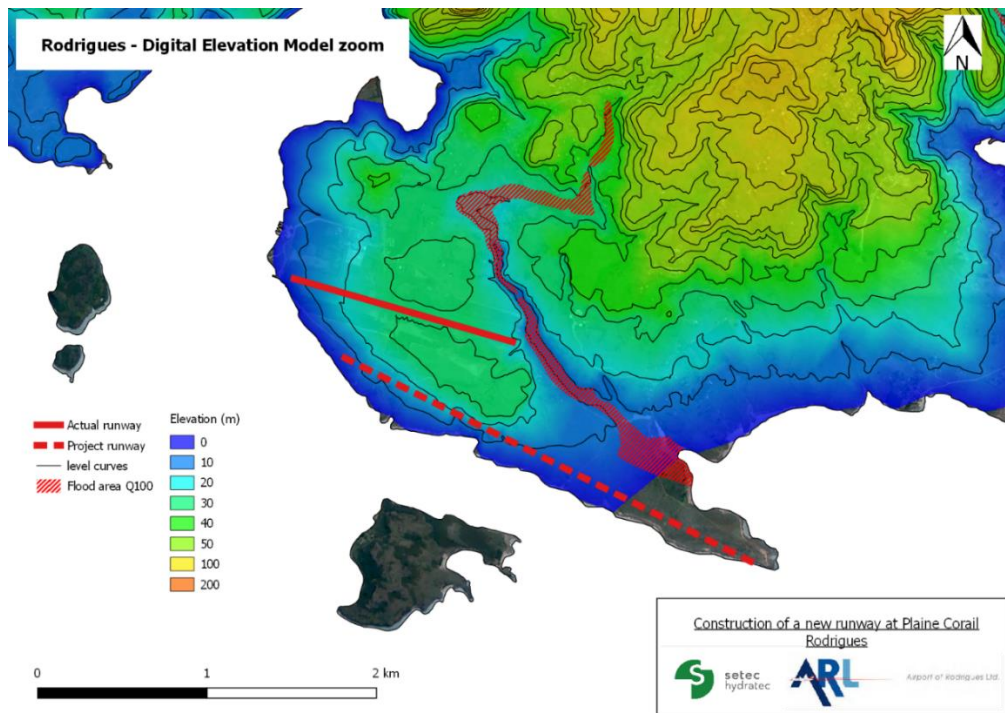 Rodrigues - Digital Elevation Model zoom
N
Actual runway
Project runway
level curves
Flood area Q100
Elevation (m)
0
10
20
30
40
50
100
200
0 1 2 km
Construction of a new runway at Plaine Corail
Rodrigues
setec
hydratec
ARL
Airport of Rodrigues Ltd.